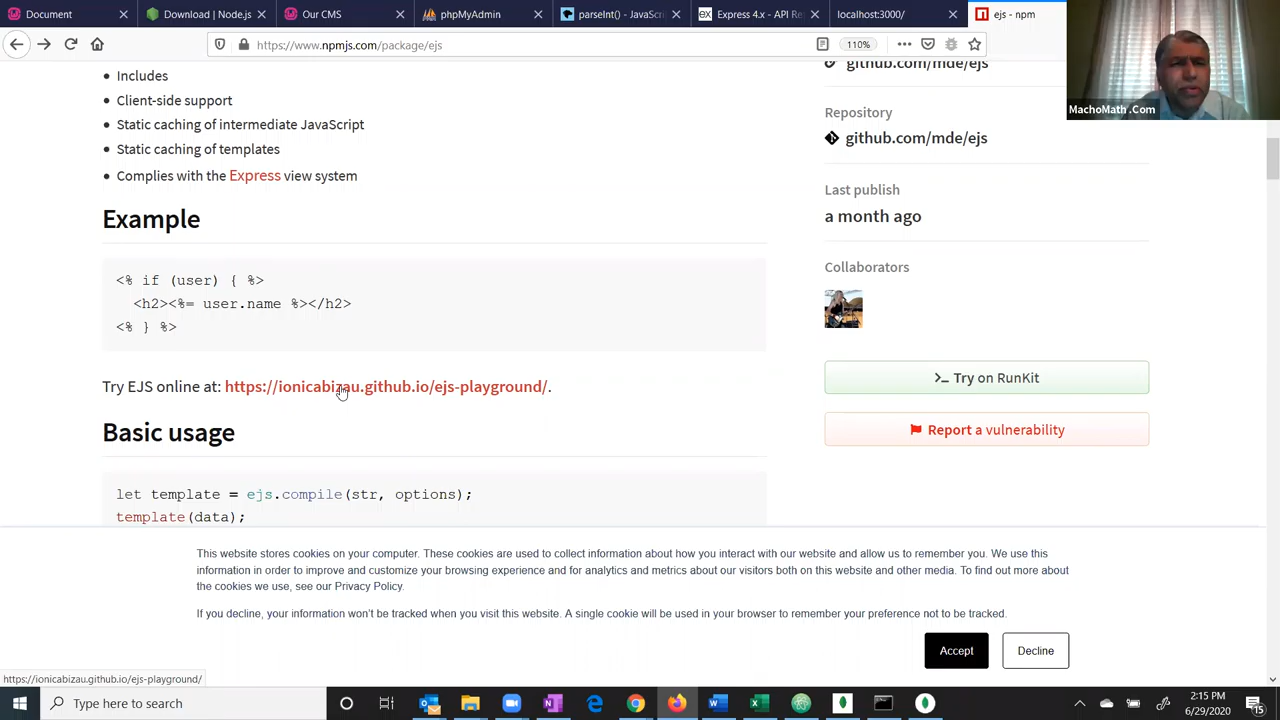 Document
Download | Node.js
Our CMS
phpMyAdmin
parseInt() - JavaScri
Express 4.x - API Re
localhost:3000/
ejs - npm
https://www.npmjs.com/package/ejs
110%
MachoMath .Com
Includes
Client-side support
Static caching of intermediate JavaScript
Static caching of templates
Complies with the Express view system
Example
<% if (user) { %>
<h2><%= user.name %></h2>
<% } %>
Try EJS online at: https://ionicabizau.github.io/ejs-playground/.
Basic usage
let template = ejs.compile(str, options);
template(data);
github.com/mde/ejs
Repository
github.com/mde/ejs
Last publish
a month ago
Collaborators
Try on RunKit
Report a vulnerability
This website stores cookies on your computer. These cookies are used to collect information about how you interact with our website and allow us to remember you. We use this
information in order to improve and customize your browsing experience and for analytics and metrics about our visitors both on this website and other media. To find out more about
the cookies we use, see our Privacy Policy.
If you decline, your information won't be tracked when you visit this website. A single cookie will be used in your browser to remember your preference not to be tracked.
Accept
Decline
https://ionicabizau.github.io/ejs-playground/
Type here to search
2:15 PM
6/29/2020
15